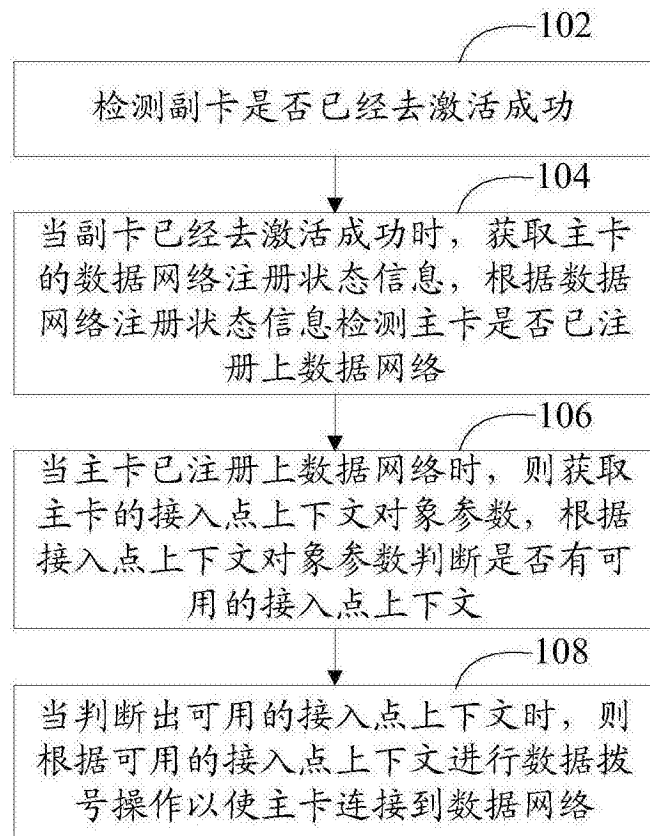 102
检测副卡是否已经去激活成功
104
当副卡已经去激活成功时，获取主卡
的数据网络注册状态信息，根据数据
网络注册状态信息检测主卡是否已注
册上数据网络
106
当主卡已注册上数据网络时，则获取
主卡的接入点上下文对象参数，根据
接入点上下文对象参数判断是否有可
用的接入点上下文
108
当判断出可用的接入点上下文时，则
根据可用的接入点上下文进行数据拨
号操作以使主卡连接到数据网络